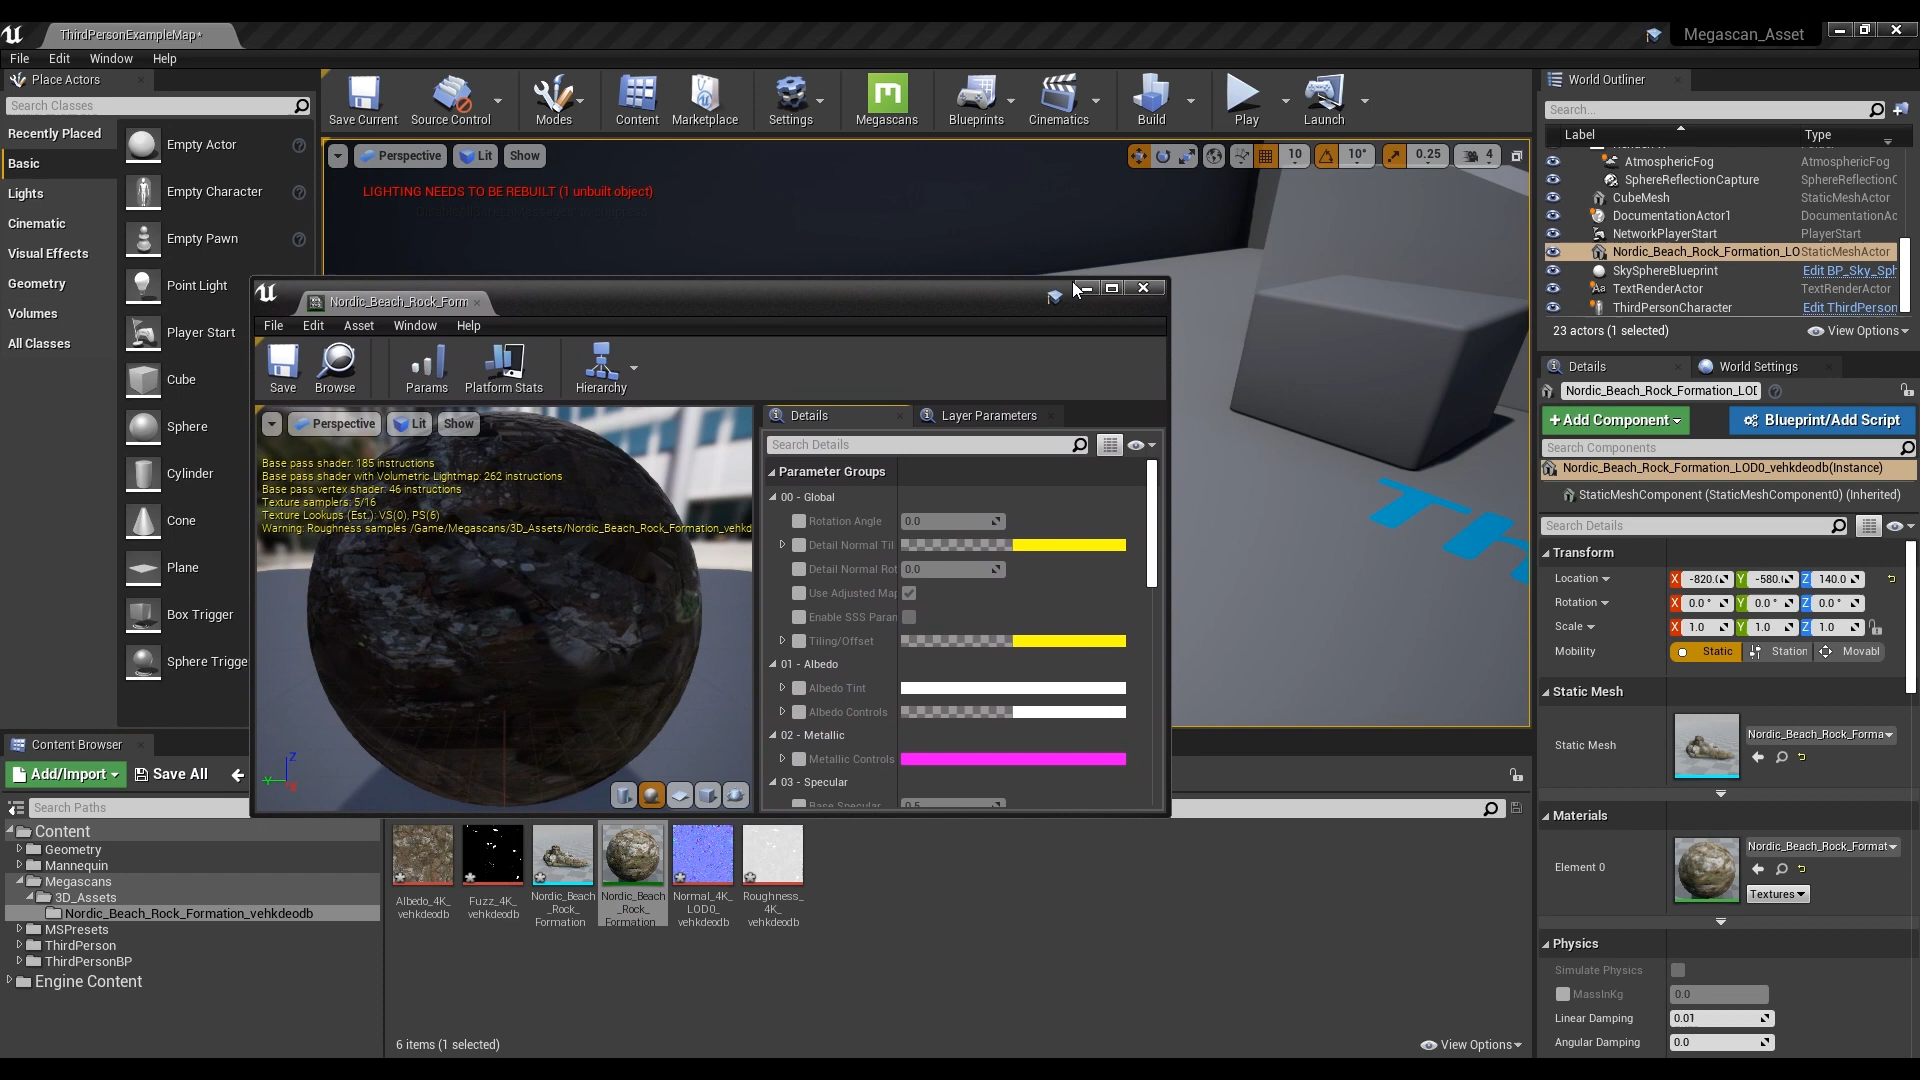 ThirdPersonExampleMap*
Megascan_Asset
File Edit Window Help
Place Actors
Search Classes
Recently Placed
Basic
Lights
Cinematic
Visual Effects
Geometry
Volumes
All Classes
Empty Actor
Empty Character
Empty Pawn
Point Light
Player Start
Cube
Sphere
Cylinder
Cone
Plane
Box Trigger
Sphere Trigge
Save Current
Source Control
Modes
Content
Marketplace
Settings
Megascans
Blueprints
Cinematics
Build
Play
Launch
Perspective
Lit
Show
10
10°
0.25
4
LIGHTING NEEDS TO BE REBUILT (1 unbuilt object)
Nordic_Beach_Rock_Form
File Edit Asset Window Help
Save
Browse
Params
Platform Stats
Hierarchy
Perspective
Lit
Show
Base pass shader: 185 instructions
Base pass shader with Volumetric Lightmap: 262 instructions
Base pass vertex shader: 46 instructions
Texture samplers: 5/16
Texture Lookups (Est.): VS(0), PS(6)
Warning: Roughness samples /Game/Megascans/3D_Assets/Nordic_Beach_Rock_Formation_vehkd
Z
Details
Layer Parameters
Search Details
Parameter Groups
00 - Global
Rotation Angle 0.0
Detail Normal Til
Detail Normal Rot 0.0
Use Adjusted Map
Enable SSS Paran
Tiling/Offset
01 - Albedo
Albedo Tint
Albedo Controls
02 - Metallic
Metallic Controls
03 - Specular
Base Specular 0.5
World Outliner
Search...
Label Type
AtmosphericFog AtmosphericFog
SphereReflectionCapture SphereReflectionC
CubeMesh StaticMeshActor
DocumentationActor1 DocumentationAc
NetworkPlayerStart PlayerStart
Nordic_Beach_Rock_Formation_LO StaticMeshActor
SkySphereBlueprint Edit BP_Sky_Sph
TextRenderActor TextRenderActor
ThirdPersonCharacter Edit ThirdPerson
23 actors (1 selected)
View Options
Details
World Settings
Nordic_Beach_Rock_Formation_LOD
Add Component
Blueprint/Add Script
Search Components
Nordic_Beach_Rock_Formation_LOD0_vehkdeodb(Instance)
StaticMeshComponent (StaticMeshComponent0) (Inherited)
Search Details
Transform
Location X -820.0 Y -580.0 Z 140.0
Rotation X 0.0° Y 0.0° Z 0.0°
Scale X 1.0 Y 1.0 Z 1.0
Mobility Static Station Movabl
Static Mesh
Static Mesh
Nordic_Beach_Rock_Forma
Materials
Element 0
Nordic_Beach_Rock_Format
Textures
Physics
Simulate Physics
MassInKg 0.0
Linear Damping 0.01
Angular Damping 0.0
Content Browser
Add/Import
Save All
Search Paths
Content
Geometry
Mannequin
Megascans
3D_Assets
Nordic_Beach_Rock_Formation_vehkdeodb
MSPresets
ThirdPerson
ThirdPersonBP
Engine Content
Albedo_4K_
vehkdeodb
Fuzz_4K_
vehkdeodb
Nordic_Beach
_Rock_
Formation
Nordic_Beach
_Rock_
Formation
Normal_4K_
LOD0_
vehkdeodb
Roughness_
4K_
vehkdeodb
6 items (1 selected)
View Options